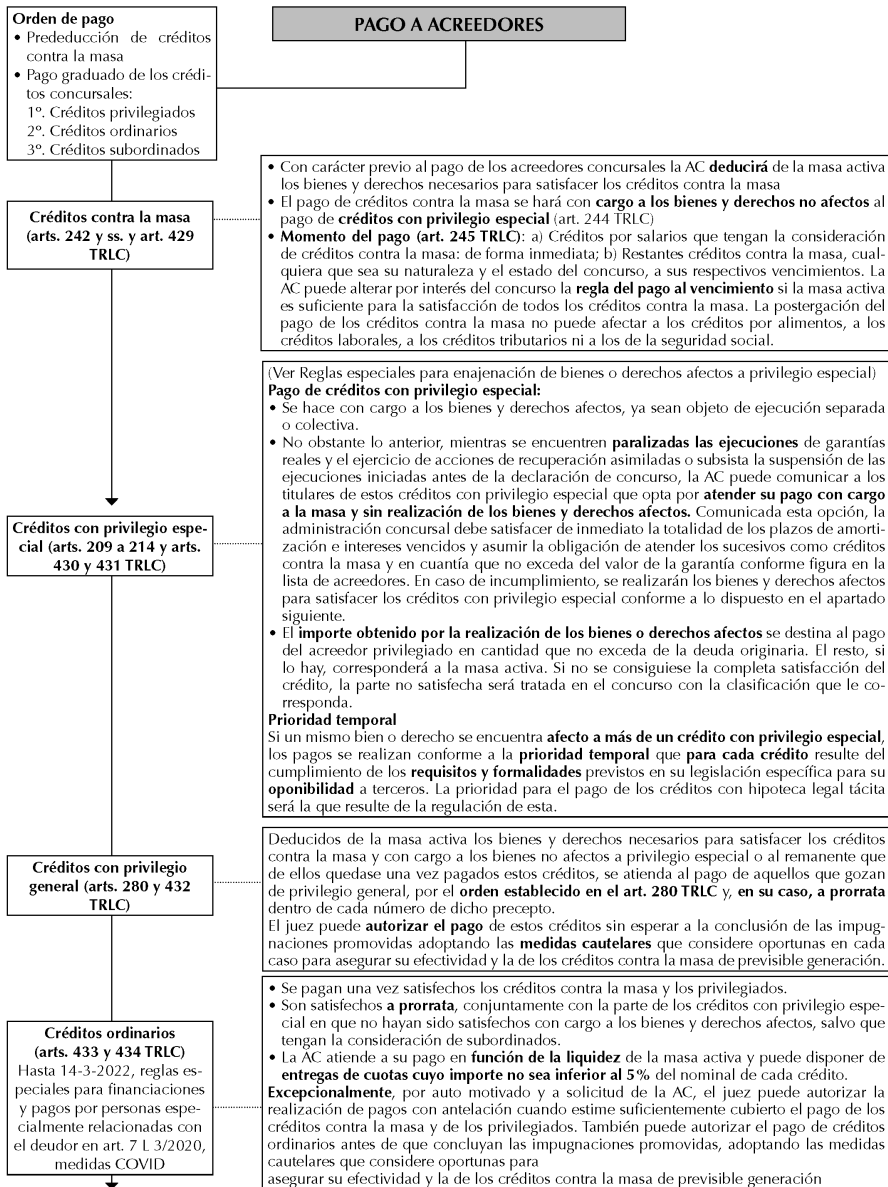 PAGO A ACREEDORES
Orden de pago
• Prededucción de créditos
contra la masa
• Pago graduado de los crédi-
tos concursales:
1º. Créditos privilegiados
2º. Créditos ordinarios
3º. Créditos subordinados
Créditos contra la masa
(arts. 242 y ss. y art. 429
TRLC)
• Con carácter previo al pago de los acreedores concursales la AC deducirá de la masa activa
los bienes y derechos necesarios para satisfacer los créditos contra la masa
• El pago de créditos contra la masa se hará con cargo a los bienes y derechos no afectos al
pago de créditos con privilegio especial (art. 244 TRLC)
• Momento del pago (art. 245 TRLC): a) Créditos por salarios que tengan la consideración
de créditos contra la masa: de forma inmediata; b) Restantes créditos contra la masa, cual-
quiera que sea su naturaleza y el estado del concurso, a sus respectivos vencimientos. La
AC puede alterar por interés del concurso la regla del pago al vencimiento si la masa activa
es suficiente para la satisfacción de todos los créditos contra la masa. La postergación del
pago de los créditos contra la masa no puede afectar a los créditos por alimentos, a los
créditos laborales, a los créditos tributarios ni a los de la seguridad social.
Créditos con privilegio espe-
cial (arts. 209 a 214 y arts.
430 y 431 TRLC)
(Ver Reglas especiales para enajenación de bienes o derechos afectos a privilegio especial)
Pago de créditos con privilegio especial:
• Se hace con cargo a los bienes y derechos afectos, ya sean objeto de ejecución separada
o colectiva.
• No obstante lo anterior, mientras se encuentren paralizadas las ejecuciones de garantías
reales y el ejercicio de acciones de recuperación asimiladas o subsista la suspensión de las
ejecuciones iniciadas antes de la declaración de concurso, la AC puede comunicar a los
titulares de estos créditos con privilegio especial que opta por atender su pago con cargo
a la masa y sin realización de los bienes y derechos afectos. Comunicada esta opción, la
administración concursal debe satisfacer de inmediato la totalidad de los plazos de amorti-
zación e intereses vencidos y asumir la obligación de atender los sucesivos como créditos
contra la masa y en cuantía que no exceda del valor de la garantía conforme figura en la
lista de acreedores. En caso de incumplimiento, se realizarán los bienes y derechos afectos
para satisfacer los créditos con privilegio especial conforme a lo dispuesto en el apartado
siguiente.
• El importe obtenido por la realización de los bienes o derechos afectos se destina al pago
del acreedor privilegiado en cantidad que no exceda de la deuda originaria. El resto, si
lo hay, corresponderá a la masa activa. Si no se consiguiese la completa satisfacción del
crédito, la parte no satisfecha será tratada en el concurso con la clasificación que le co-
rresponda.
Prioridad temporal
Si un mismo bien o derecho se encuentra afecto a más de un crédito con privilegio especial,
los pagos se realizan conforme a la prioridad temporal que para cada crédito resulte del
cumplimiento de los requisitos y formalidades previstos en su legislación específica para su
oponibilidad a terceros. La prioridad para el pago de los créditos con hipoteca legal tácita
será la que resulte de la regulación de esta.
Créditos con privilegio
general (arts. 280 y 432
TRLC)
Deducidos de la masa activa los bienes y derechos necesarios para satisfacer los créditos
contra la masa y con cargo a los bienes no afectos a privilegio especial o al remanente que
de ellos quedase una vez pagados estos créditos, se atienda al pago de aquellos que gozan
de privilegio general, por el orden establecido en el art. 280 TRLC y, en su caso, a prorrata
dentro de cada número de dicho precepto.
El juez puede autorizar el pago de estos créditos sin esperar a la conclusión de las impug-
naciones promovidas adoptando las medidas cautelares que considere oportunas en cada
caso para asegurar su efectividad y la de los créditos contra la masa de previsible generación.
Créditos ordinarios
(arts. 433 y 434 TRLC)
Hasta 14-3-2022, reglas es-
peciales para financiaciones
y pagos por personas espe-
cialmente relacionadas con
el deudor en art. 7 L 3/2020,
medidas COVID
• Se pagan una vez satisfechos los créditos contra la masa y los privilegiados.
• Son satisfechos a prorrata, conjuntamente con la parte de los créditos con privilegio espe-
cial en que no hayan sido satisfechos con cargo a los bienes y derechos afectos, salvo que
tengan la consideración de subordinados.
• La AC atiende a su pago en función de la liquidez de la masa activa y puede disponer de
entregas de cuotas cuyo importe no sea inferior al 5% del nominal de cada crédito.
Excepcionalmente, por auto motivado y a solicitud de la AC, el juez puede autorizar la
realización de pagos con antelación cuando estime suficientemente cubierto el pago de los
créditos contra la masa y de los privilegiados. También puede autorizar el pago de créditos
ordinarios antes de que concluyan las impugnaciones promovidas, adoptando las medidas
cautelares que considere oportunas para
asegurar su efectividad y la de los créditos contra la masa de previsible generación